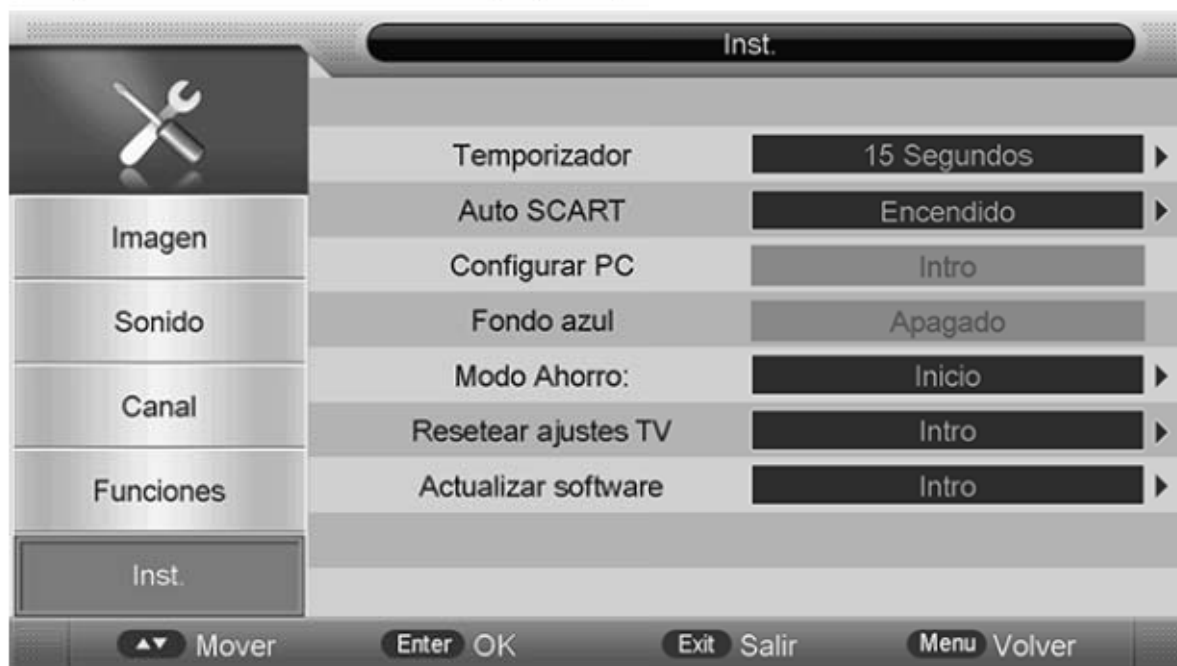 Inst.
Temporizador 15 Segundos
Auto SCART Encendido
Configurar PC Intro
Fondo azul Apagado
Modo Ahorro: Inicio
Resetear ajustes TV Intro
Actualizar software Intro
Imagen
Sonido
Canal
Funciones
Inst.
Mover Enter OK Exit Salir Menu Volver